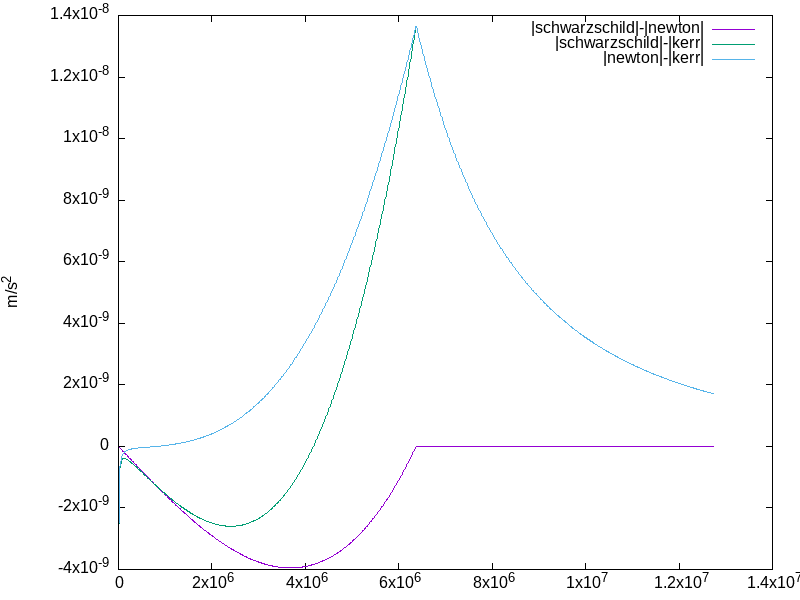 1.4x10-8
1.2x10-8
1x10-8
8x10-9
6x10-9
4x10-9
2x10-9
0
-2x10-9
-4x10-9
m/s2
|schwarzschild|-|newton|
|schwarzschild|-|kerr|
|newton|-|kerr|
0
2x106
4x106
6x106
8x106
1x107
1.2x107
1.4x107